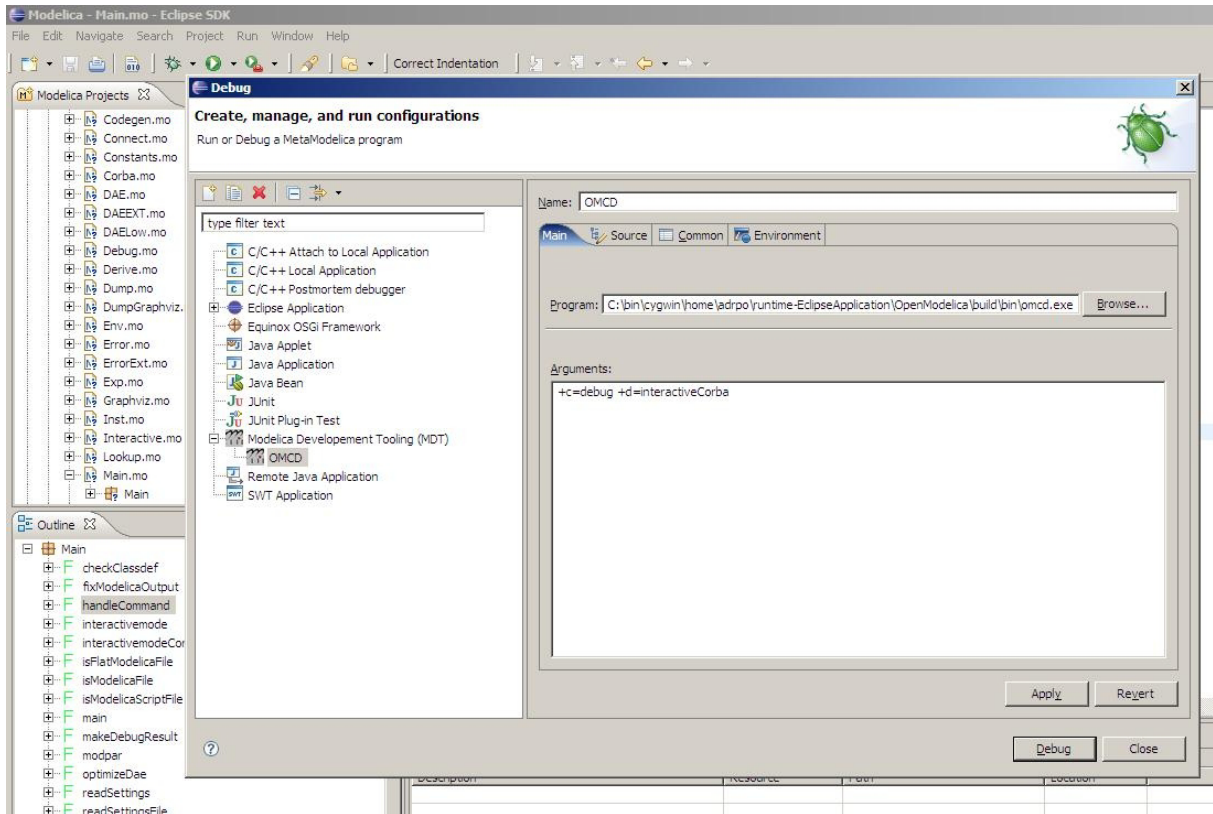 Modelica - Main.mo - Eclipse SDK
File Edit Navigate Search Project Run Window Help
Correct Indentation
Modelica Projects
Codegen.mo
Connect.mo
Constants.mo
Corba.mo
DAE.mo
DAEEXT.mo
DAELow.mo
Debug.mo
Derive.mo
Dump.mo
DumpGraphviz.
Env.mo
Error.mo
ErrorExt.mo
Exp.mo
Graphviz.mo
Inst.mo
Interactive.mo
Lookup.mo
Main.mo
Main
Outline
Main
checkClassdef
fixModelicaOutput
handleCommand
interactivemode
interactivemodeCor
isFlatModelicaFile
isModelicaFile
isModelicaScriptFile
main
makeDebugResult
modpar
optimizeDae
readSettings
readSettingsFile
Debug
Create, manage, and run configurations
Run or Debug a MetaModelica program
type filter text
C/C++ Attach to Local Application
C/C++ Local Application
C/C++ Postmortem debugger
Eclipse Application
Equinox OSGi Framework
Java Applet
Java Application
Java Bean
JUnit
JUnit Plug-in Test
Modelica Developement Tooling (MDT)
OMCD
Remote Java Application
SWT Application
Name: OMCD
Main Source Common Environment
Program: C:\bin\cygwin\home\adrpo\runtime-EclipseApplication\OpenModelica\build\bin\omcd.exe Browse...
Arguments:
+c=debug +d=interactiveCorba
Apply Revert
Debug Close
Description Resource Path Location